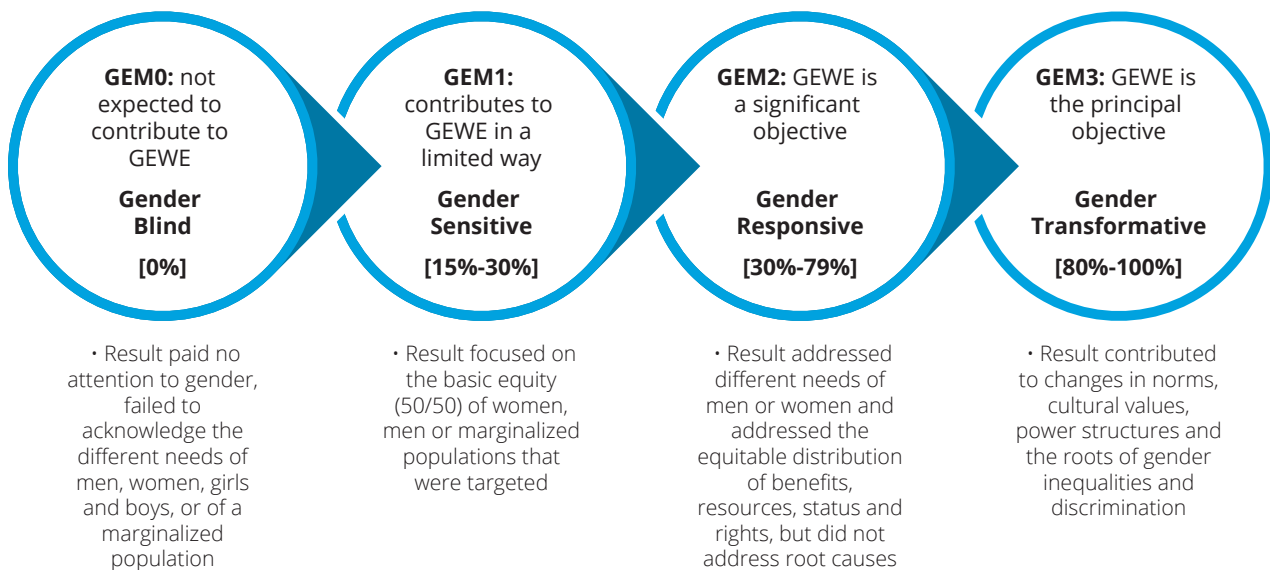 GEM0: not
expected to
contribute to
GEWE
Gender
Blind
[0%]
GEM1:
contributes to
GEWE in a
limited way
Gender
Sensitive
[15%-30%]
GEM2: GEWE is
a significant
objective
Gender
Responsive
[30%-79%]
GEM3: GEWE is
the principal
objective
Gender
Transformative
[80%-100%]
• Result paid no
attention to gender,
failed to
acknowledge the
different needs of
men, women, girls
and boys, or of a
marginalized
population
• Result focused on
the basic equity
(50/50) of women,
men or marginalized
populations that
were targeted
• Result addressed
different needs of
men or women and
addressed the
equitable distribution
of benefits,
resources, status and
rights, but did not
address root causes
• Result contributed
to changes in norms,
cultural values,
power structures and
the roots of gender
inequalities and
discrimination